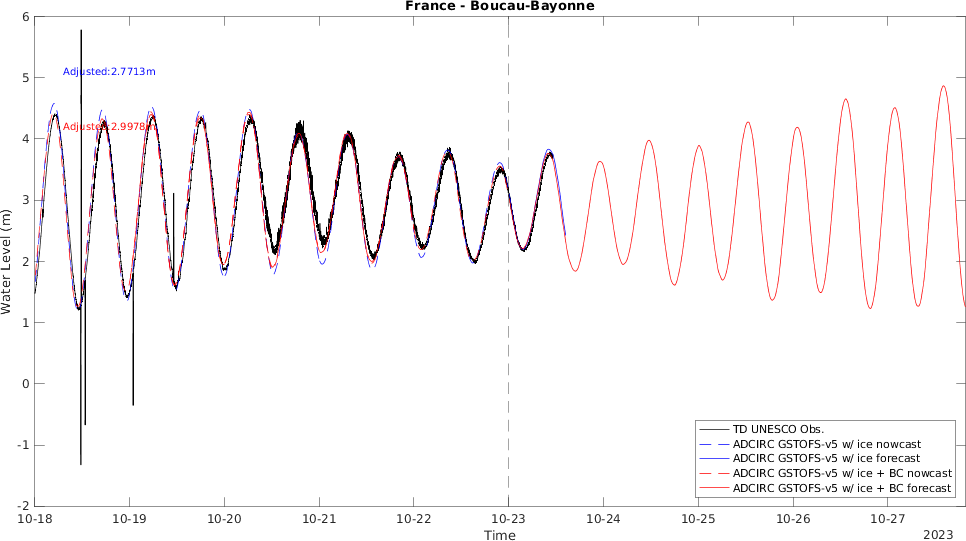 France - Boucau-Bayonne
6
5
4
3
2
1
0
-1
-2
Water Level (m)
Adjusted:2.7713m
Adjusted:2.9978m
10-18
10-19
10-20
10-21
10-22
10-23
10-24
10-25
10-26
10-27
Time
2023
TD UNESCO Obs.
ADCIRC GSTOFS-v5 w/ ice nowcast
ADCIRC GSTOFS-v5 w/ ice forecast
ADCIRC GSTOFS-v5 w/ ice + BC nowcast
ADCIRC GSTOFS-v5 w/ ice + BC forecast